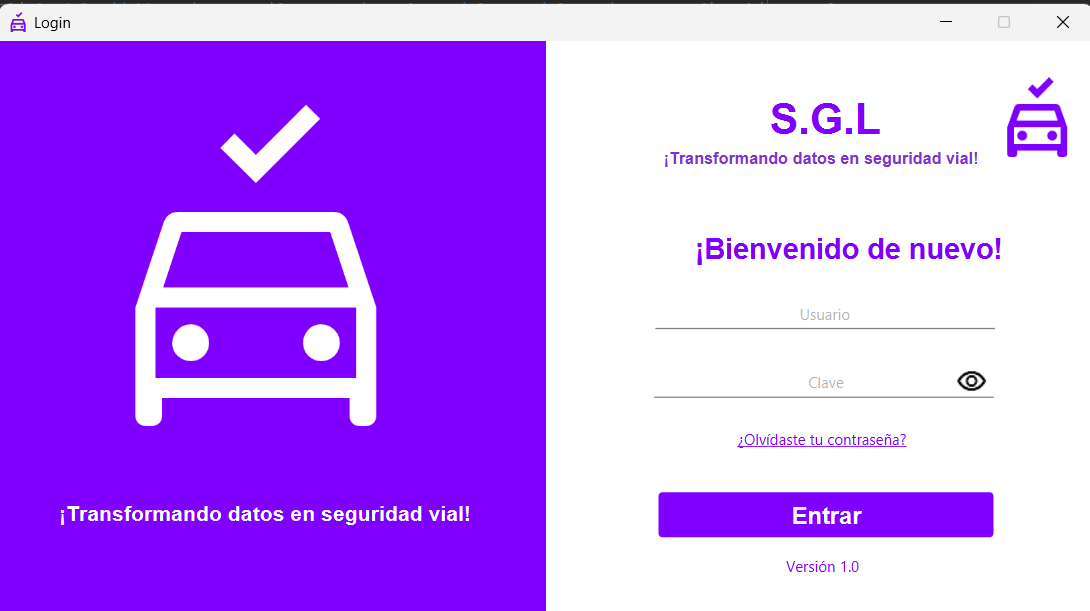 Login
¡Transformando datos en seguridad vial!
S.G.L
¡Transformando datos en seguridad vial!
¡Bienvenido de nuevo!
Usuario
Clave
¿Olvídaste tu contraseña?
Entrar
Versión 1.0